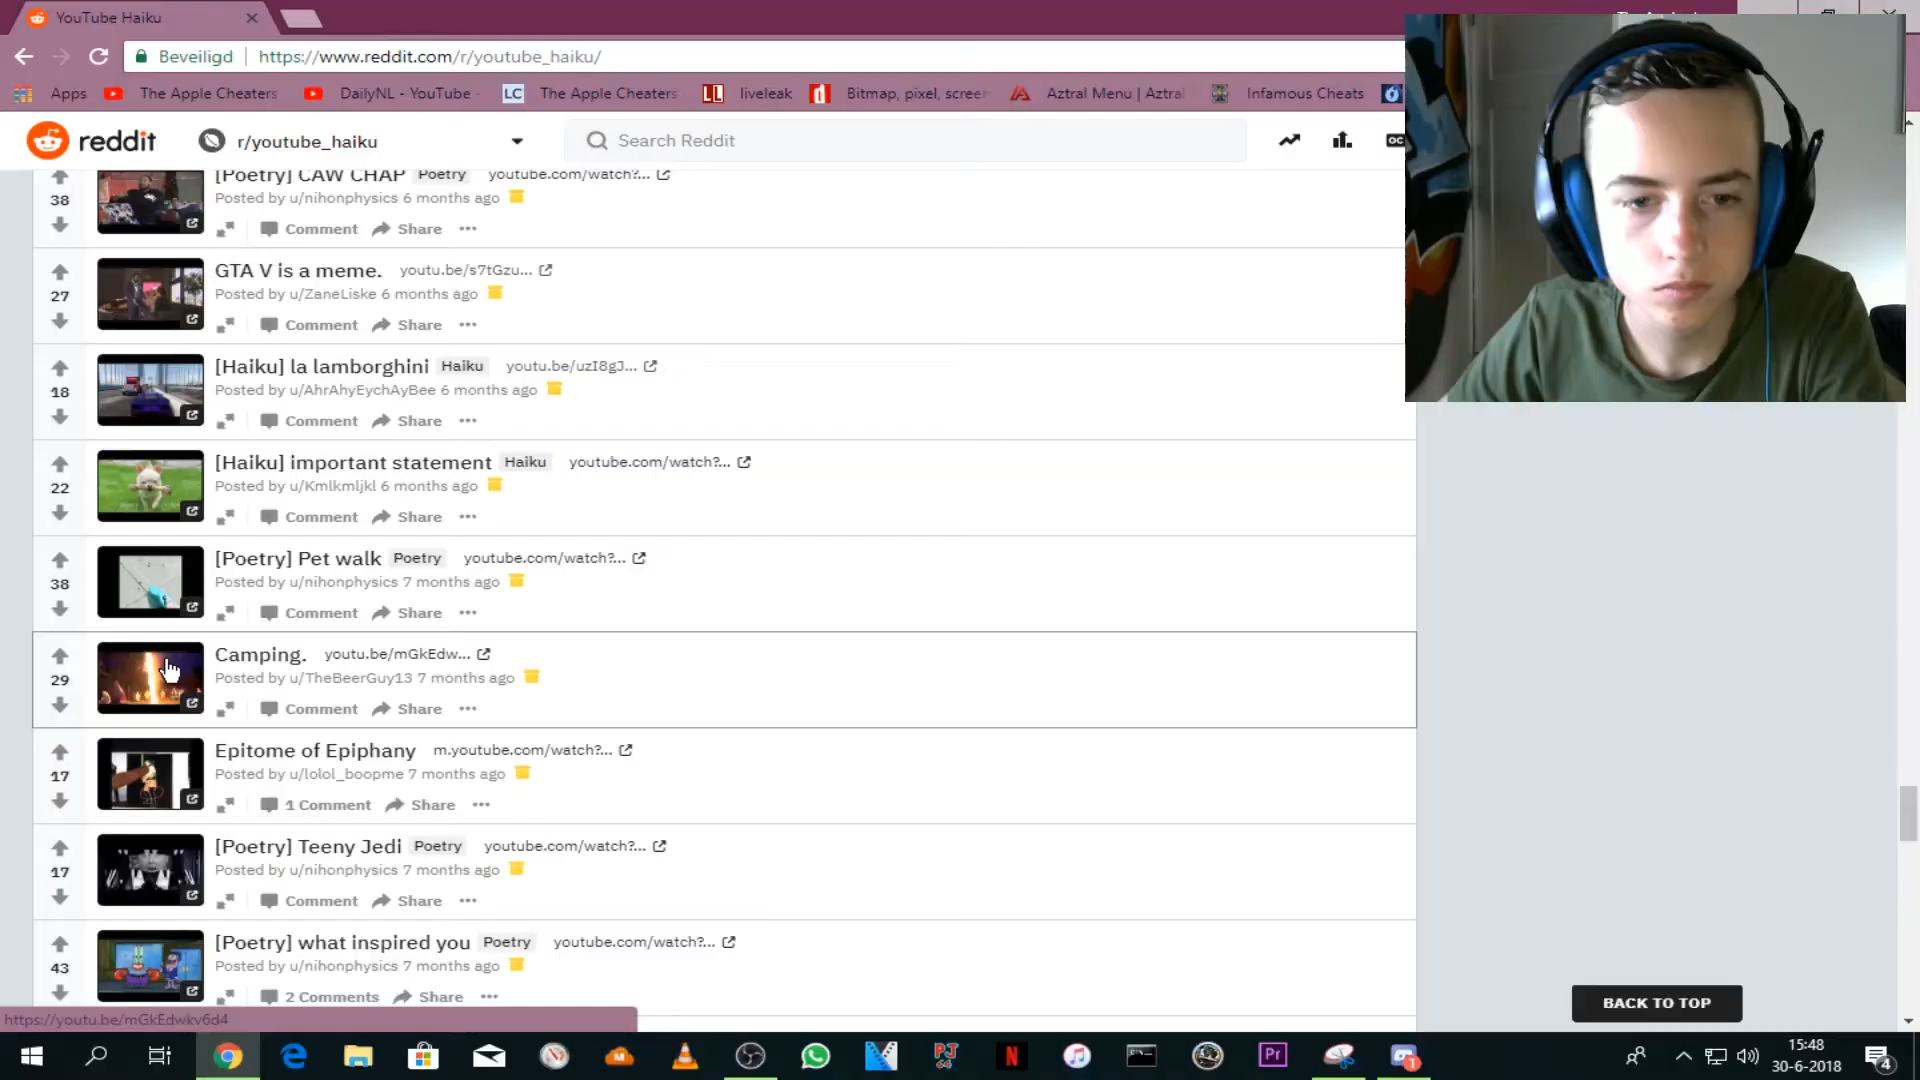 YouTube Haiku
Beveiligd https://www.reddit.com/r/youtube_haiku/
Apps The Apple Cheaters DailyNL - YouTube LC The Apple Cheaters LL liveleak Bitmap, pixel, screen Aztral Menu | Aztral Infamous Cheats
reddit r/youtube_haiku Search Reddit OC
[Poetry] CAW CHAP Poetry youtube.com/watch?...
38
Posted by u/nihonphysics 6 months ago
Comment Share
GTA V is a meme. youtu.be/s7tGzu...
27
Posted by u/ZaneLiske 6 months ago
Comment Share
[Haiku] la lamborghini Haiku youtu.be/uzI8gJ...
18
Posted by u/AhrAhyEychAyBee 6 months ago
Comment Share
[Haiku] important statement Haiku youtube.com/watch?...
22
Posted by u/Kmlkmljkl 6 months ago
Comment Share
[Poetry] Pet walk Poetry youtube.com/watch?...
38
Posted by u/nihonphysics 7 months ago
Comment Share
Camping. youtu.be/mGkEdw...
29
Posted by u/TheBeerGuy13 7 months ago
Comment Share
Epitome of Epiphany m.youtube.com/watch?...
17
Posted by u/lolol_boopme 7 months ago
1 Comment Share
[Poetry] Teeny Jedi Poetry youtube.com/watch?...
17
Posted by u/nihonphysics 7 months ago
Comment Share
[Poetry] what inspired you Poetry youtube.com/watch?...
43
Posted by u/nihonphysics 7 months ago
2 Comments Share
BACK TO TOP
https://youtu.be/mGkEdwkv6d4
PJ
64
N
Pr
1
15:48
30-6-2018
4